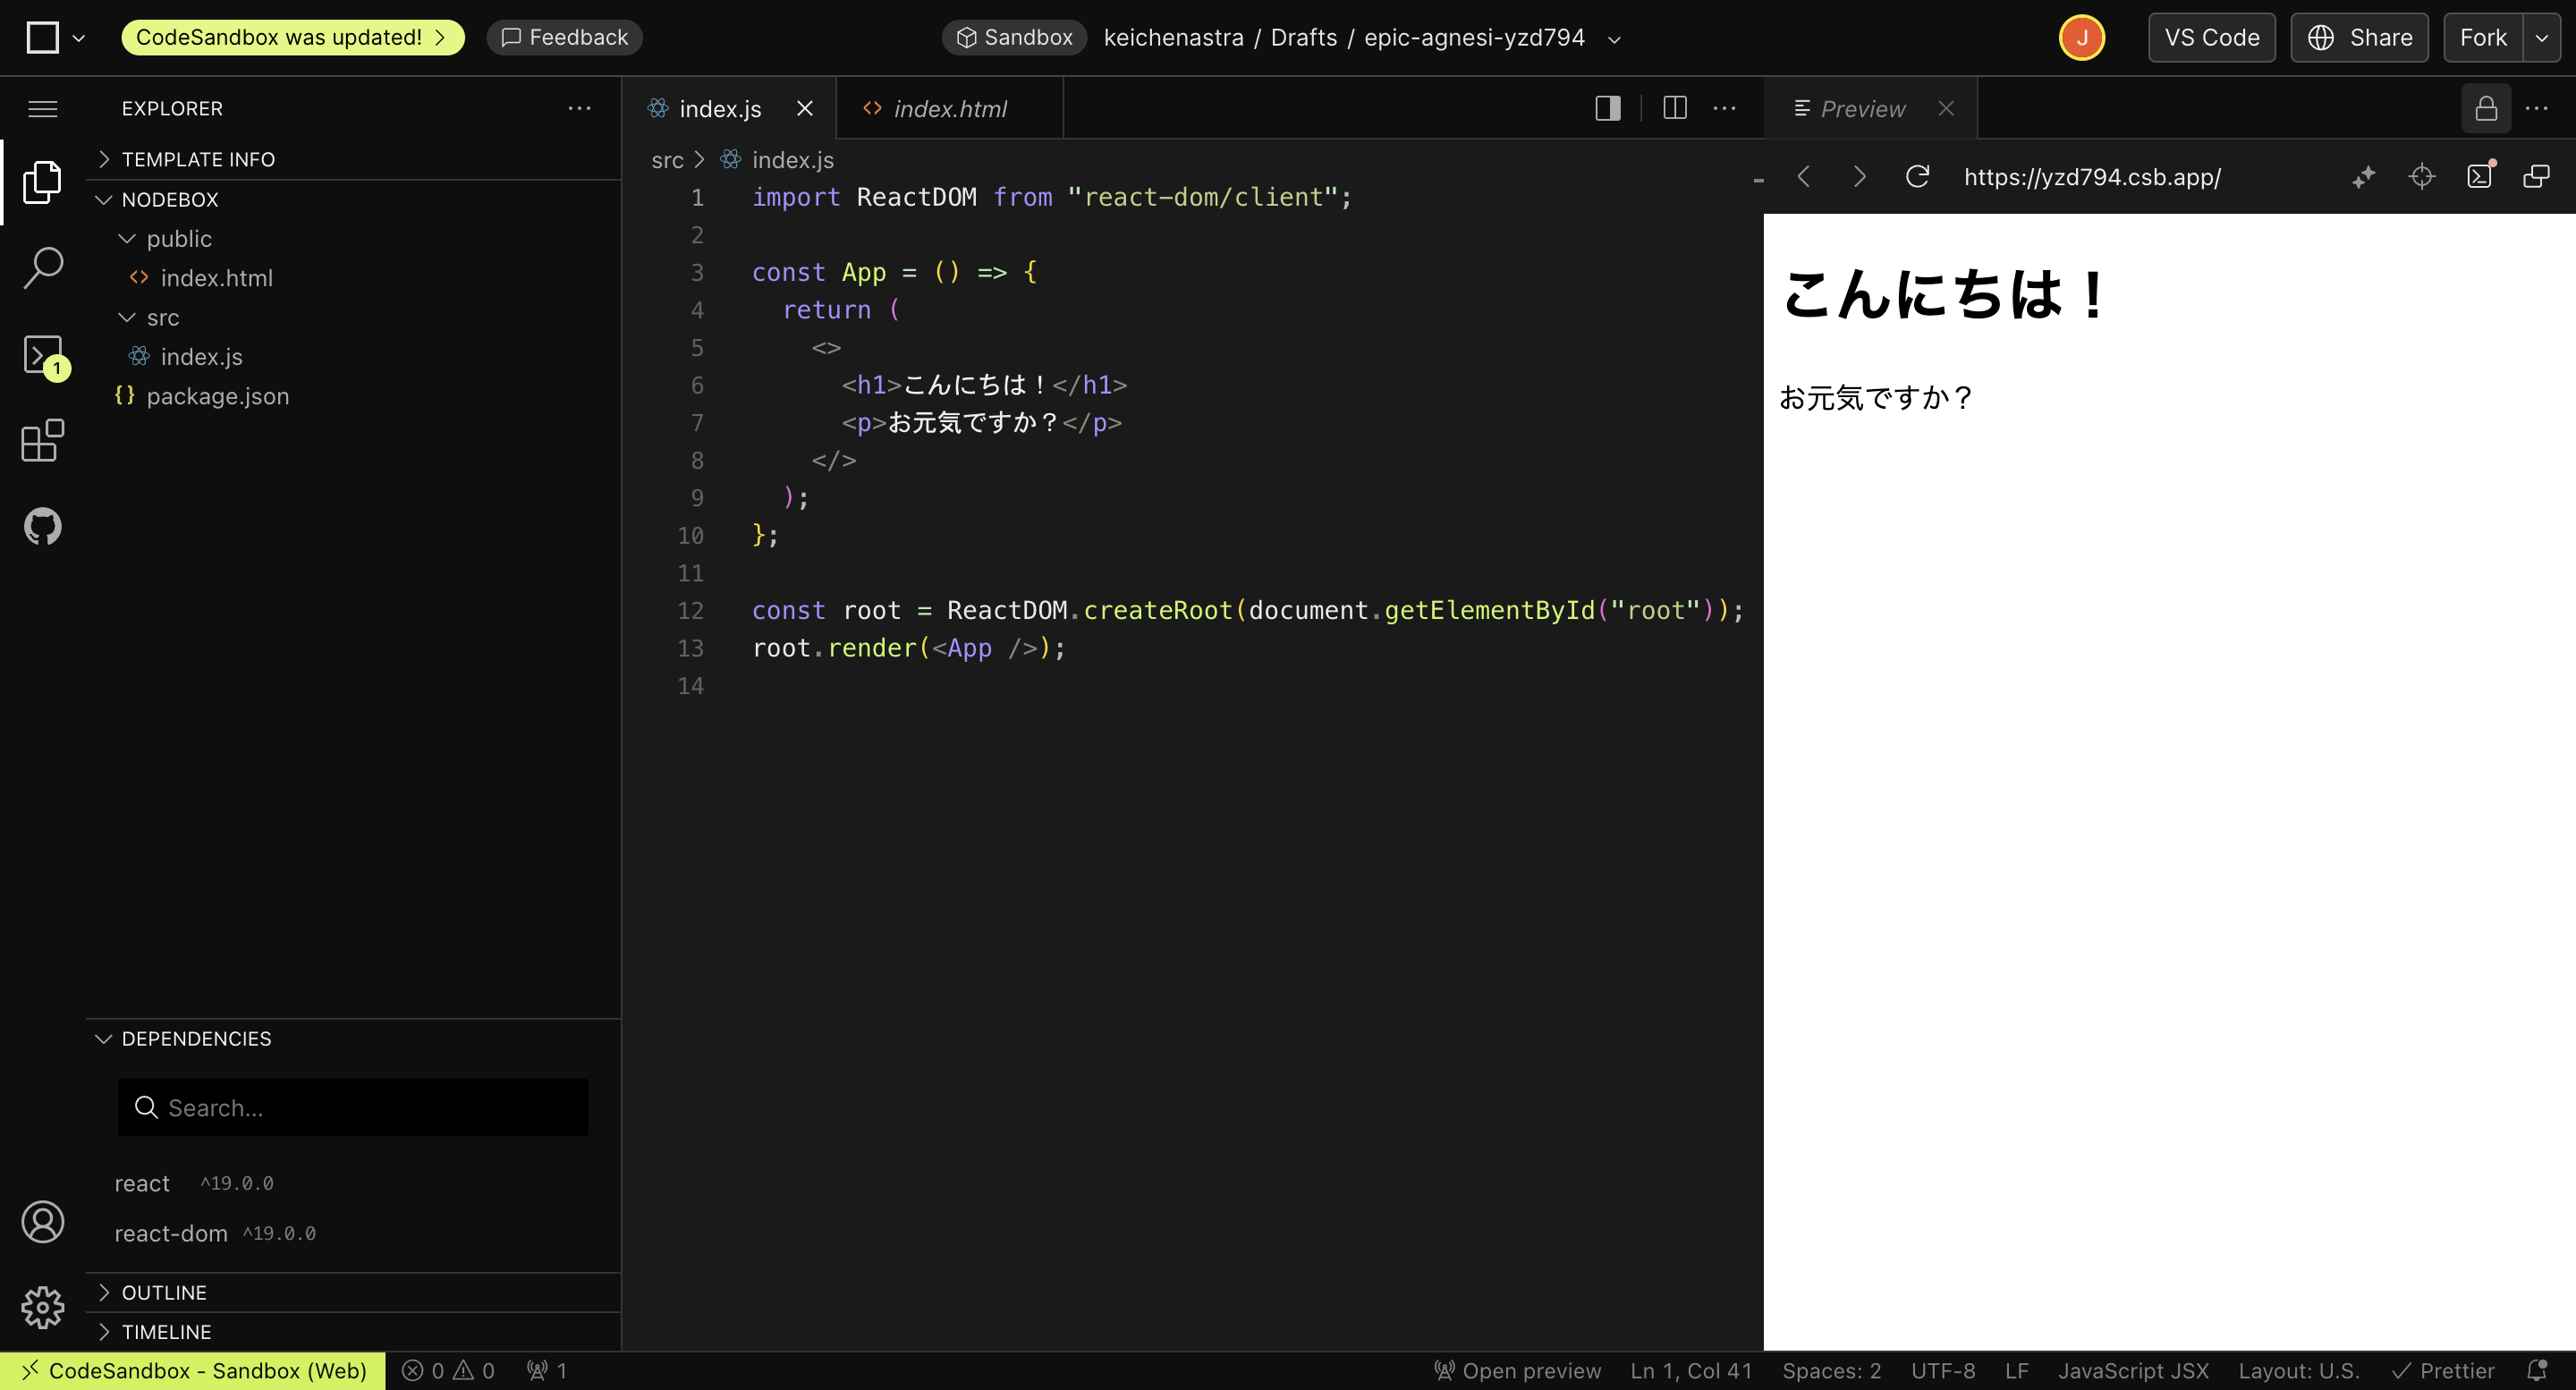 CodeSandbox was updated!
Feedback
Sandbox
keichenastra / Drafts / epic-agnesi-yzd794
J
VS Code
Share
Fork
EXPLORER
TEMPLATE INFO
NODEBOX
public
index.html
src
index.js
package.json
1
DEPENDENCIES
Search...
react ^19.0.0
react-dom ^19.0.0
OUTLINE
TIMELINE
index.js
index.html
src > index.js
1 import ReactDOM from "react-dom/client";
2
3 const App = () => {
4 return (
5 <>
6 <h1>こんにちは！</h1>
7 <p>お元気ですか？</p>
8 </>
9 );
10 };
11
12 const root = ReactDOM.createRoot(document.getElementById("root"));
13 root.render(<App />);
14
Preview
https://yzd794.csb.app/
こんにちは！
お元気ですか？
CodeSandbox - Sandbox (Web)
0 0
1
Open preview
Ln 1, Col 41
Spaces: 2
UTF-8
LF
JavaScript JSX
Layout: U.S.
Prettier